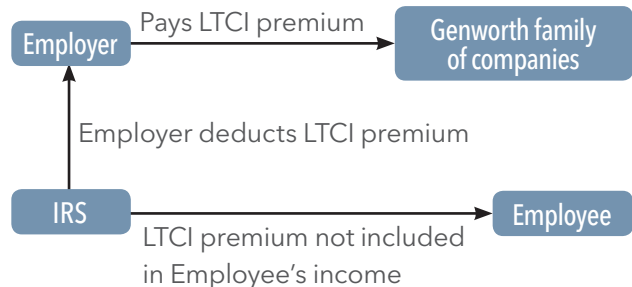 Pays LTCI premium
Employer
Genworth family
of companies
Employer deducts LTCI premium
IRS
Employee
LTCI premium not included
in Employee’s income